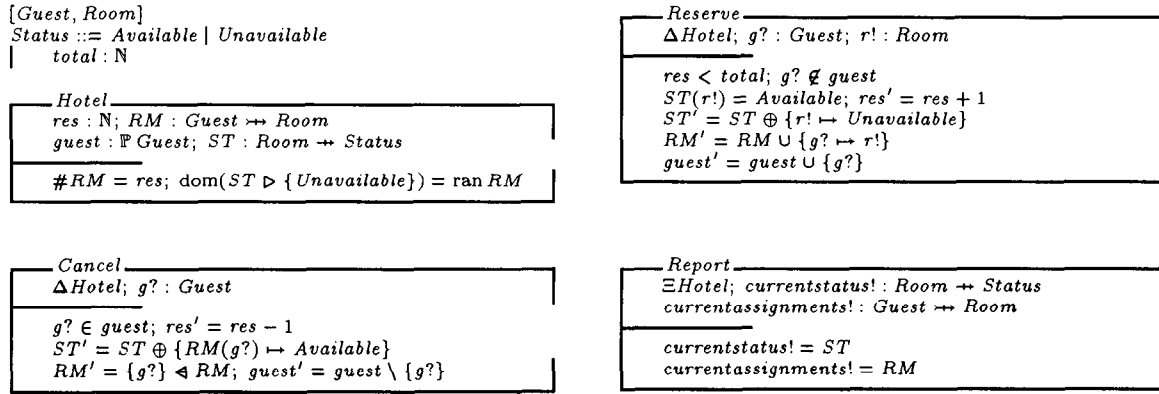 [Guest, Room]
Status ::= Available | Unavailable
| total : ℕ
Hotel
res : ℕ; RM : Guest ⤔ Room
guest : ℙ Guest; ST : Room ⇸ Status
#RM = res; dom(ST ▷ {Unavailable}) = ran RM
Reserve
ΔHotel; g? : Guest; r! : Room
res < total; g? ∉ guest
ST(r!) = Available; res′ = res + 1
ST′ = ST ⊕ {r! ↦ Unavailable}
RM′ = RM ∪ {g? ↦ r!}
guest′ = guest ∪ {g?}
Cancel
ΔHotel; g? : Guest
g? ∈ guest; res′ = res − 1
ST′ = ST ⊕ {RM(g?) ↦ Available}
RM′ = {g?} ⩤ RM; guest′ = guest \ {g?}
Report
ΞHotel; currentstatus! : Room ⇸ Status
currentassignments! : Guest ⤔ Room
currentstatus! = ST
currentassignments! = RM